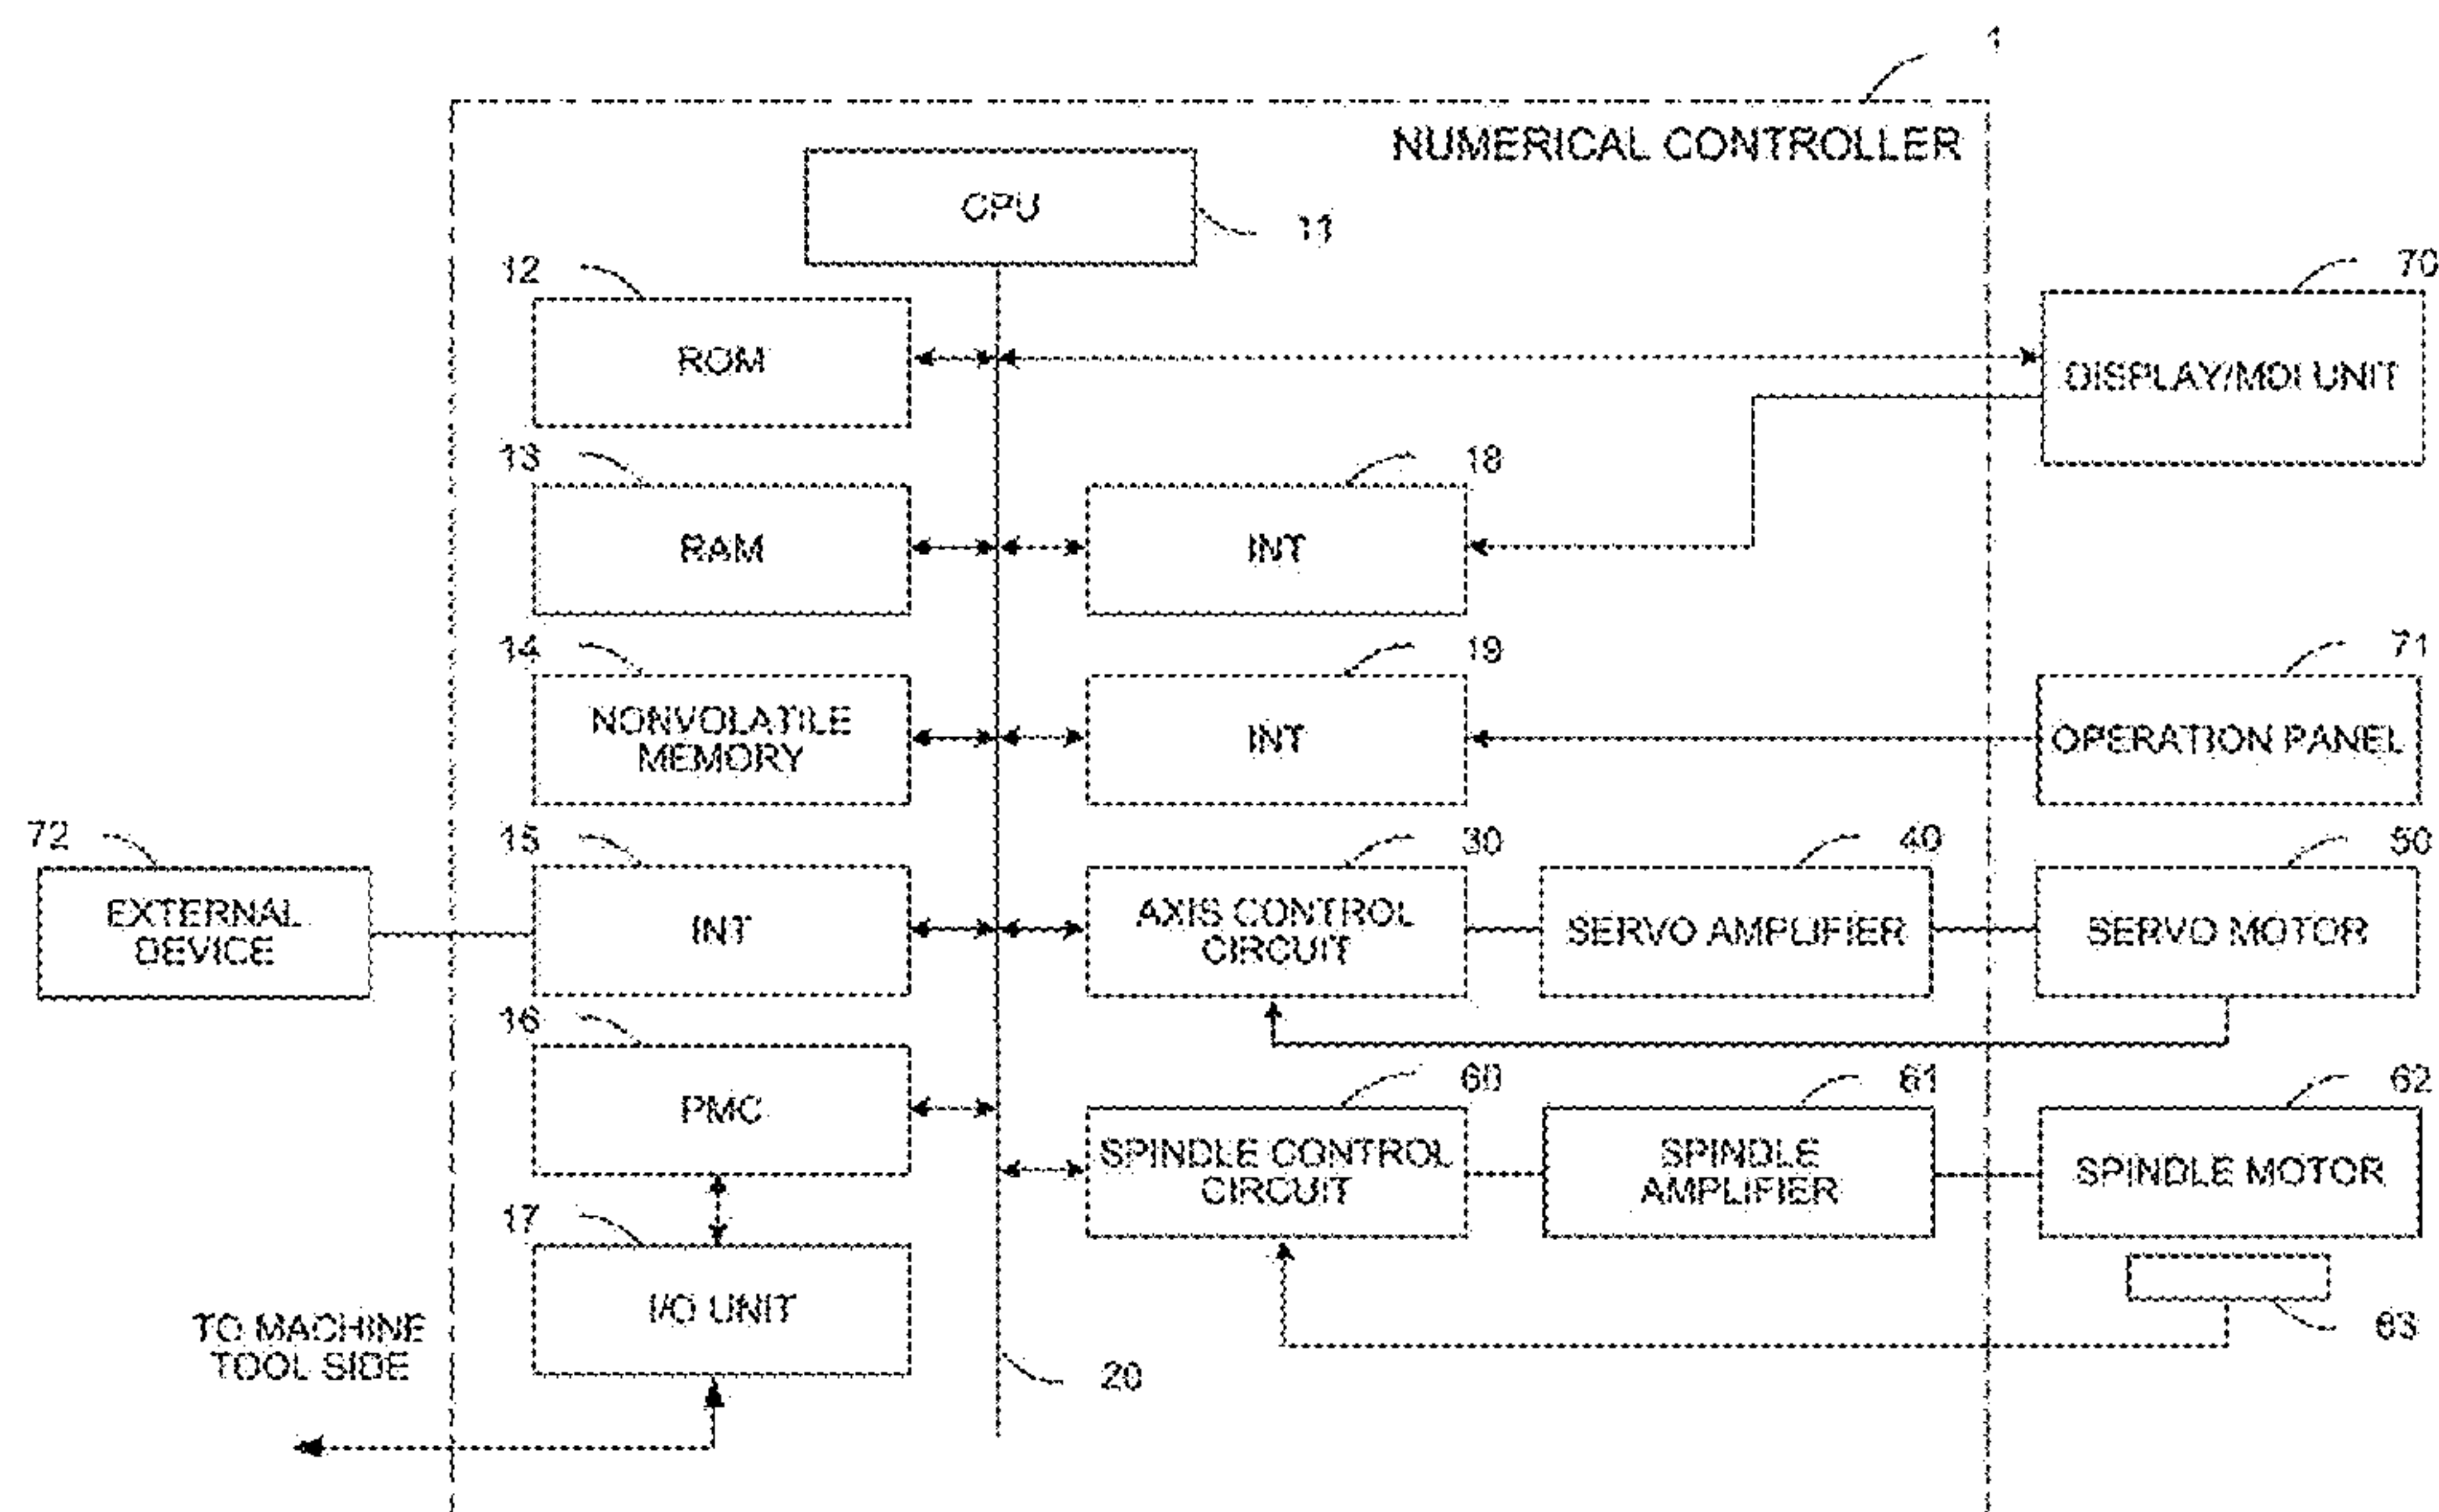 1
NUMERICAL CONTROLLER
CPU
11
12
ROM
70
DISPLAY/MDI UNIT
13
RAM
18
INT
14
NONVOLATILE
MEMORY
19
INT
71
OPERATION PANEL
72
EXTERNAL
DEVICE
15
INT
30
AXIS CONTROL
CIRCUIT
40
SERVO AMPLIFIER
50
SERVO MOTOR
16
PMC
60
SPINDLE CONTROL
CIRCUIT
61
SPINDLE
AMPLIFIER
62
SPINDLE MOTOR
17
I/O UNIT
63
TO MACHINE
TOOL SIDE
20